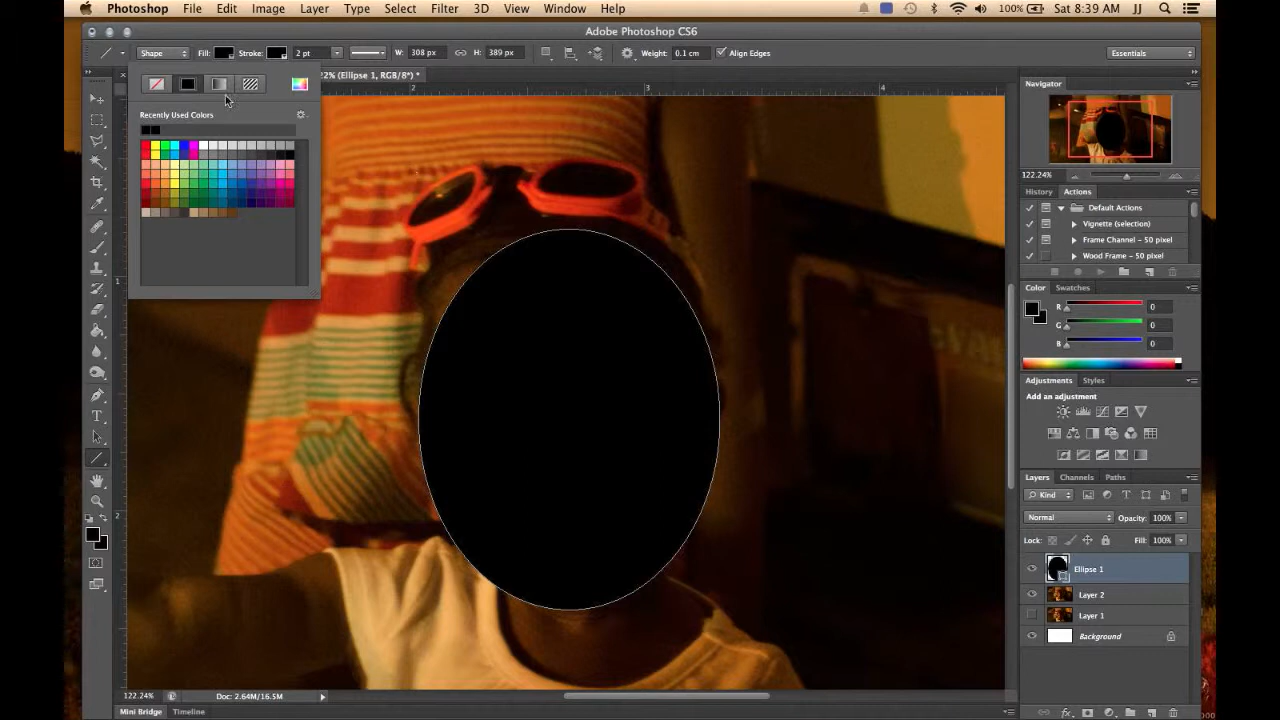 Photoshop File Edit Image Layer Type Select Filter 3D View Window Help 100% Sat 8:39 AM JJ
Adobe Photoshop CS6
Shape Fill: Stroke: 2 pt W: 308 px H: 389 px Weight: 0.1 cm Align Edges Essentials
2% (Ellipse 1, RGB/8*) *
Navigator
2 3 4
Recently Used Colors
122.24%
History Actions
Default Actions
Vignette (selection)
Frame Channel - 50 pixel
Wood Frame - 50 pixel
1
Color Swatches
R 0
G 0
B 0
Adjustments Styles
Add an adjustment
Layers Channels Paths
Kind
2
Normal Opacity: 100%
Lock: Fill: 100%
Ellipse 1
Layer 2
Layer 1
Background
122.24% Doc: 2.64M/16.5M
Mini Bridge Timeline